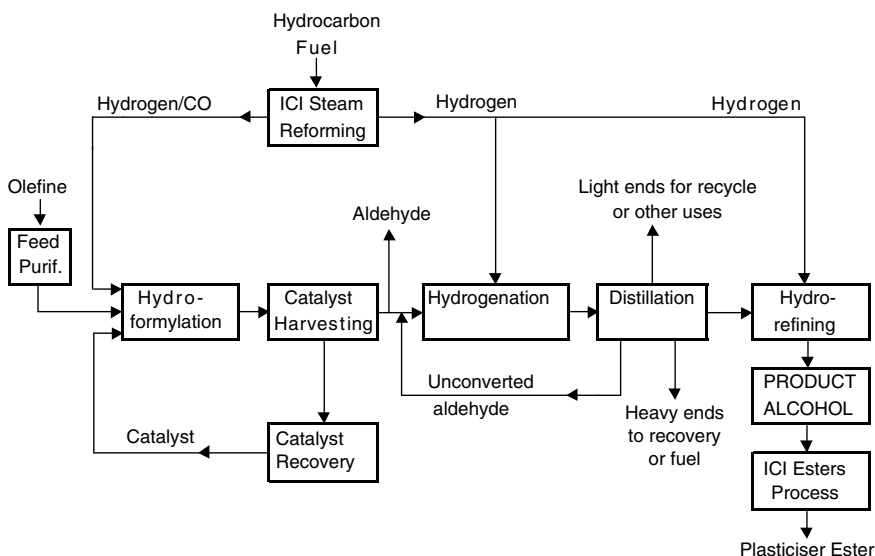 Hydrocarbon
Fuel
ICI Steam
Reforming
Hydrogen/CO
Hydrogen
Hydrogen
Olefine
Feed
Purif.
Aldehyde
Light ends for recycle
or other uses
Hydro-
formylation
Catalyst
Harvesting
Hydrogenation
Distillation
Hydro-
refining
Unconverted
aldehyde
Catalyst
Catalyst
Recovery
Heavy ends
to recovery
or fuel
PRODUCT
ALCOHOL
ICI Esters
Process
Plasticiser Ester